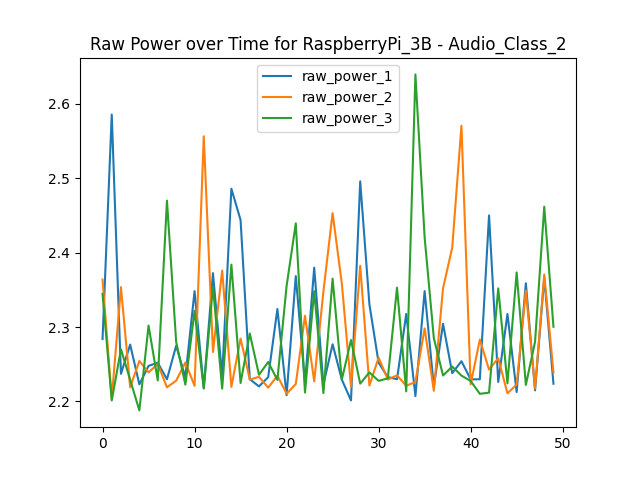 Raw Power over Time for RaspberryPi_3B - Audio_Class_2
raw_power_1
raw_power_2
raw_power_3
2.6
2.5
2.4
2.3
2.2
0 10 20 30 40 50